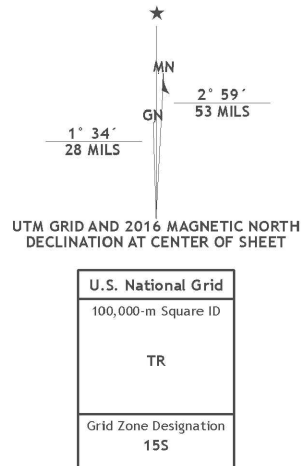 ★
MN
GN
2° 59´
53 MILS
1° 34´
28 MILS
UTM GRID AND 2016 MAGNETIC NORTH
DECLINATION AT CENTER OF SHEET
U.S. National Grid
100,000-m Square ID
TR
Grid Zone Designation
15S